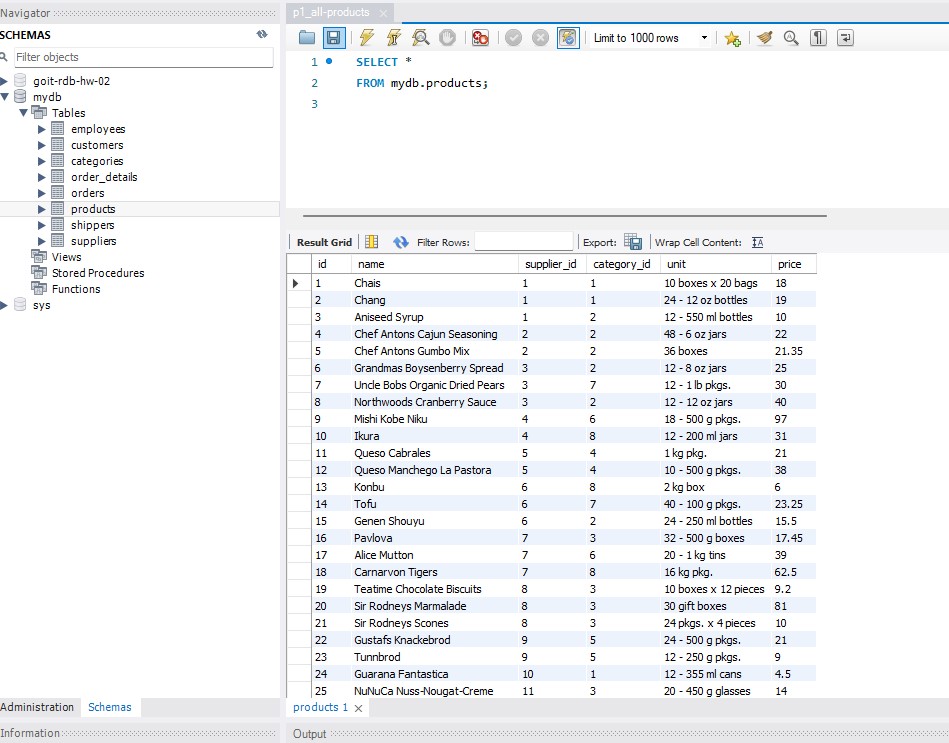 Navigator
SCHEMAS
Filter objects
goit-rdb-hw-02
mydb
Tables
employees
customers
categories
order_details
orders
products
shippers
suppliers
Views
Stored Procedures
Functions
sys
Administration Schemas
Information
p1_all-products
Limit to 1000 rows
1 SELECT *
2 FROM mydb.products;
3
Result Grid Filter Rows: Export: Wrap Cell Content: IA
id name supplier_id category_id unit price
1 Chais 1 1 10 boxes x 20 bags 18
2 Chang 1 1 24 - 12 oz bottles 19
3 Aniseed Syrup 1 2 12 - 550 ml bottles 10
4 Chef Antons Cajun Seasoning 2 2 48 - 6 oz jars 22
5 Chef Antons Gumbo Mix 2 2 36 boxes 21.35
6 Grandmas Boysenberry Spread 3 2 12 - 8 oz jars 25
7 Uncle Bobs Organic Dried Pears 3 7 12 - 1 lb pkgs. 30
8 Northwoods Cranberry Sauce 3 2 12 - 12 oz jars 40
9 Mishi Kobe Niku 4 6 18 - 500 g pkgs. 97
10 Ikura 4 8 12 - 200 ml jars 31
11 Queso Cabrales 5 4 1 kg pkg. 21
12 Queso Manchego La Pastora 5 4 10 - 500 g pkgs. 38
13 Konbu 6 8 2 kg box 6
14 Tofu 6 7 40 - 100 g pkgs. 23.25
15 Genen Shouyu 6 2 24 - 250 ml bottles 15.5
16 Pavlova 7 3 32 - 500 g boxes 17.45
17 Alice Mutton 7 6 20 - 1 kg tins 39
18 Carnarvon Tigers 7 8 16 kg pkg. 62.5
19 Teatime Chocolate Biscuits 8 3 10 boxes x 12 pieces 9.2
20 Sir Rodneys Marmalade 8 3 30 gift boxes 81
21 Sir Rodneys Scones 8 3 24 pkgs. x 4 pieces 10
22 Gustafs Knackebrod 9 5 24 - 500 g pkgs. 21
23 Tunnbrod 9 5 12 - 250 g pkgs. 9
24 Guarana Fantastica 10 1 12 - 355 ml cans 4.5
25 NuNuCa Nuss-Nougat-Creme 11 3 20 - 450 g glasses 14
products 1
Output